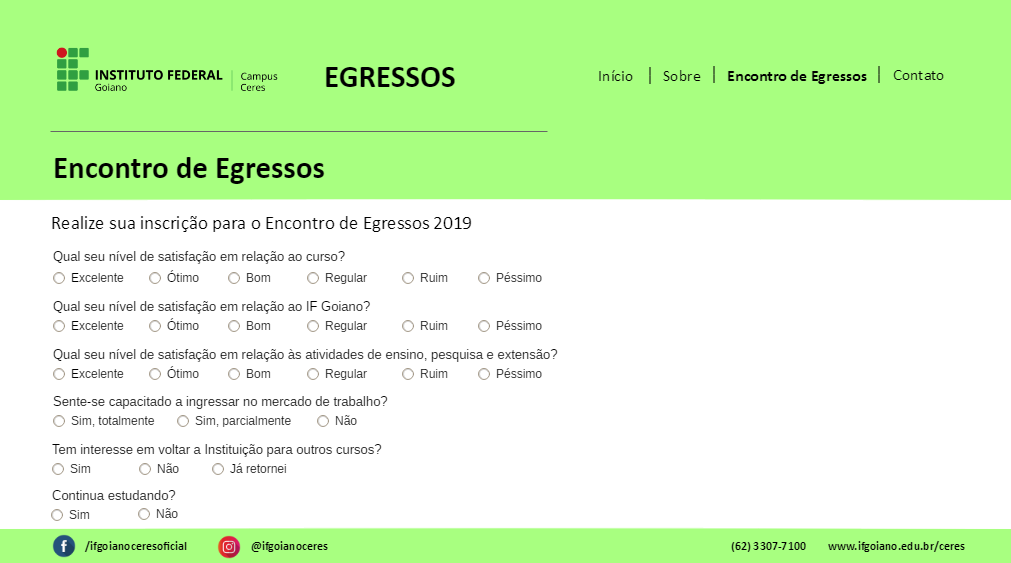 INSTITUTO FEDERAL
Goiano
Campus
Ceres
EGRESSOS
Início | Sobre | Encontro de Egressos | Contato
Encontro de Egressos
Realize sua inscrição para o Encontro de Egressos 2019
Qual seu nível de satisfação em relação ao curso?
Excelente Ótimo Bom Regular Ruim Péssimo
Qual seu nível de satisfação em relação ao IF Goiano?
Excelente Ótimo Bom Regular Ruim Péssimo
Qual seu nível de satisfação em relação às atividades de ensino, pesquisa e extensão?
Excelente Ótimo Bom Regular Ruim Péssimo
Sente-se capacitado a ingressar no mercado de trabalho?
Sim, totalmente Sim, parcialmente Não
Tem interesse em voltar a Instituição para outros cursos?
Sim Não Já retornei
Continua estudando?
Sim Não
/ifgoianoceresoficial @ifgoianoceres (62) 3307-7100 www.ifgoiano.edu.br/ceres